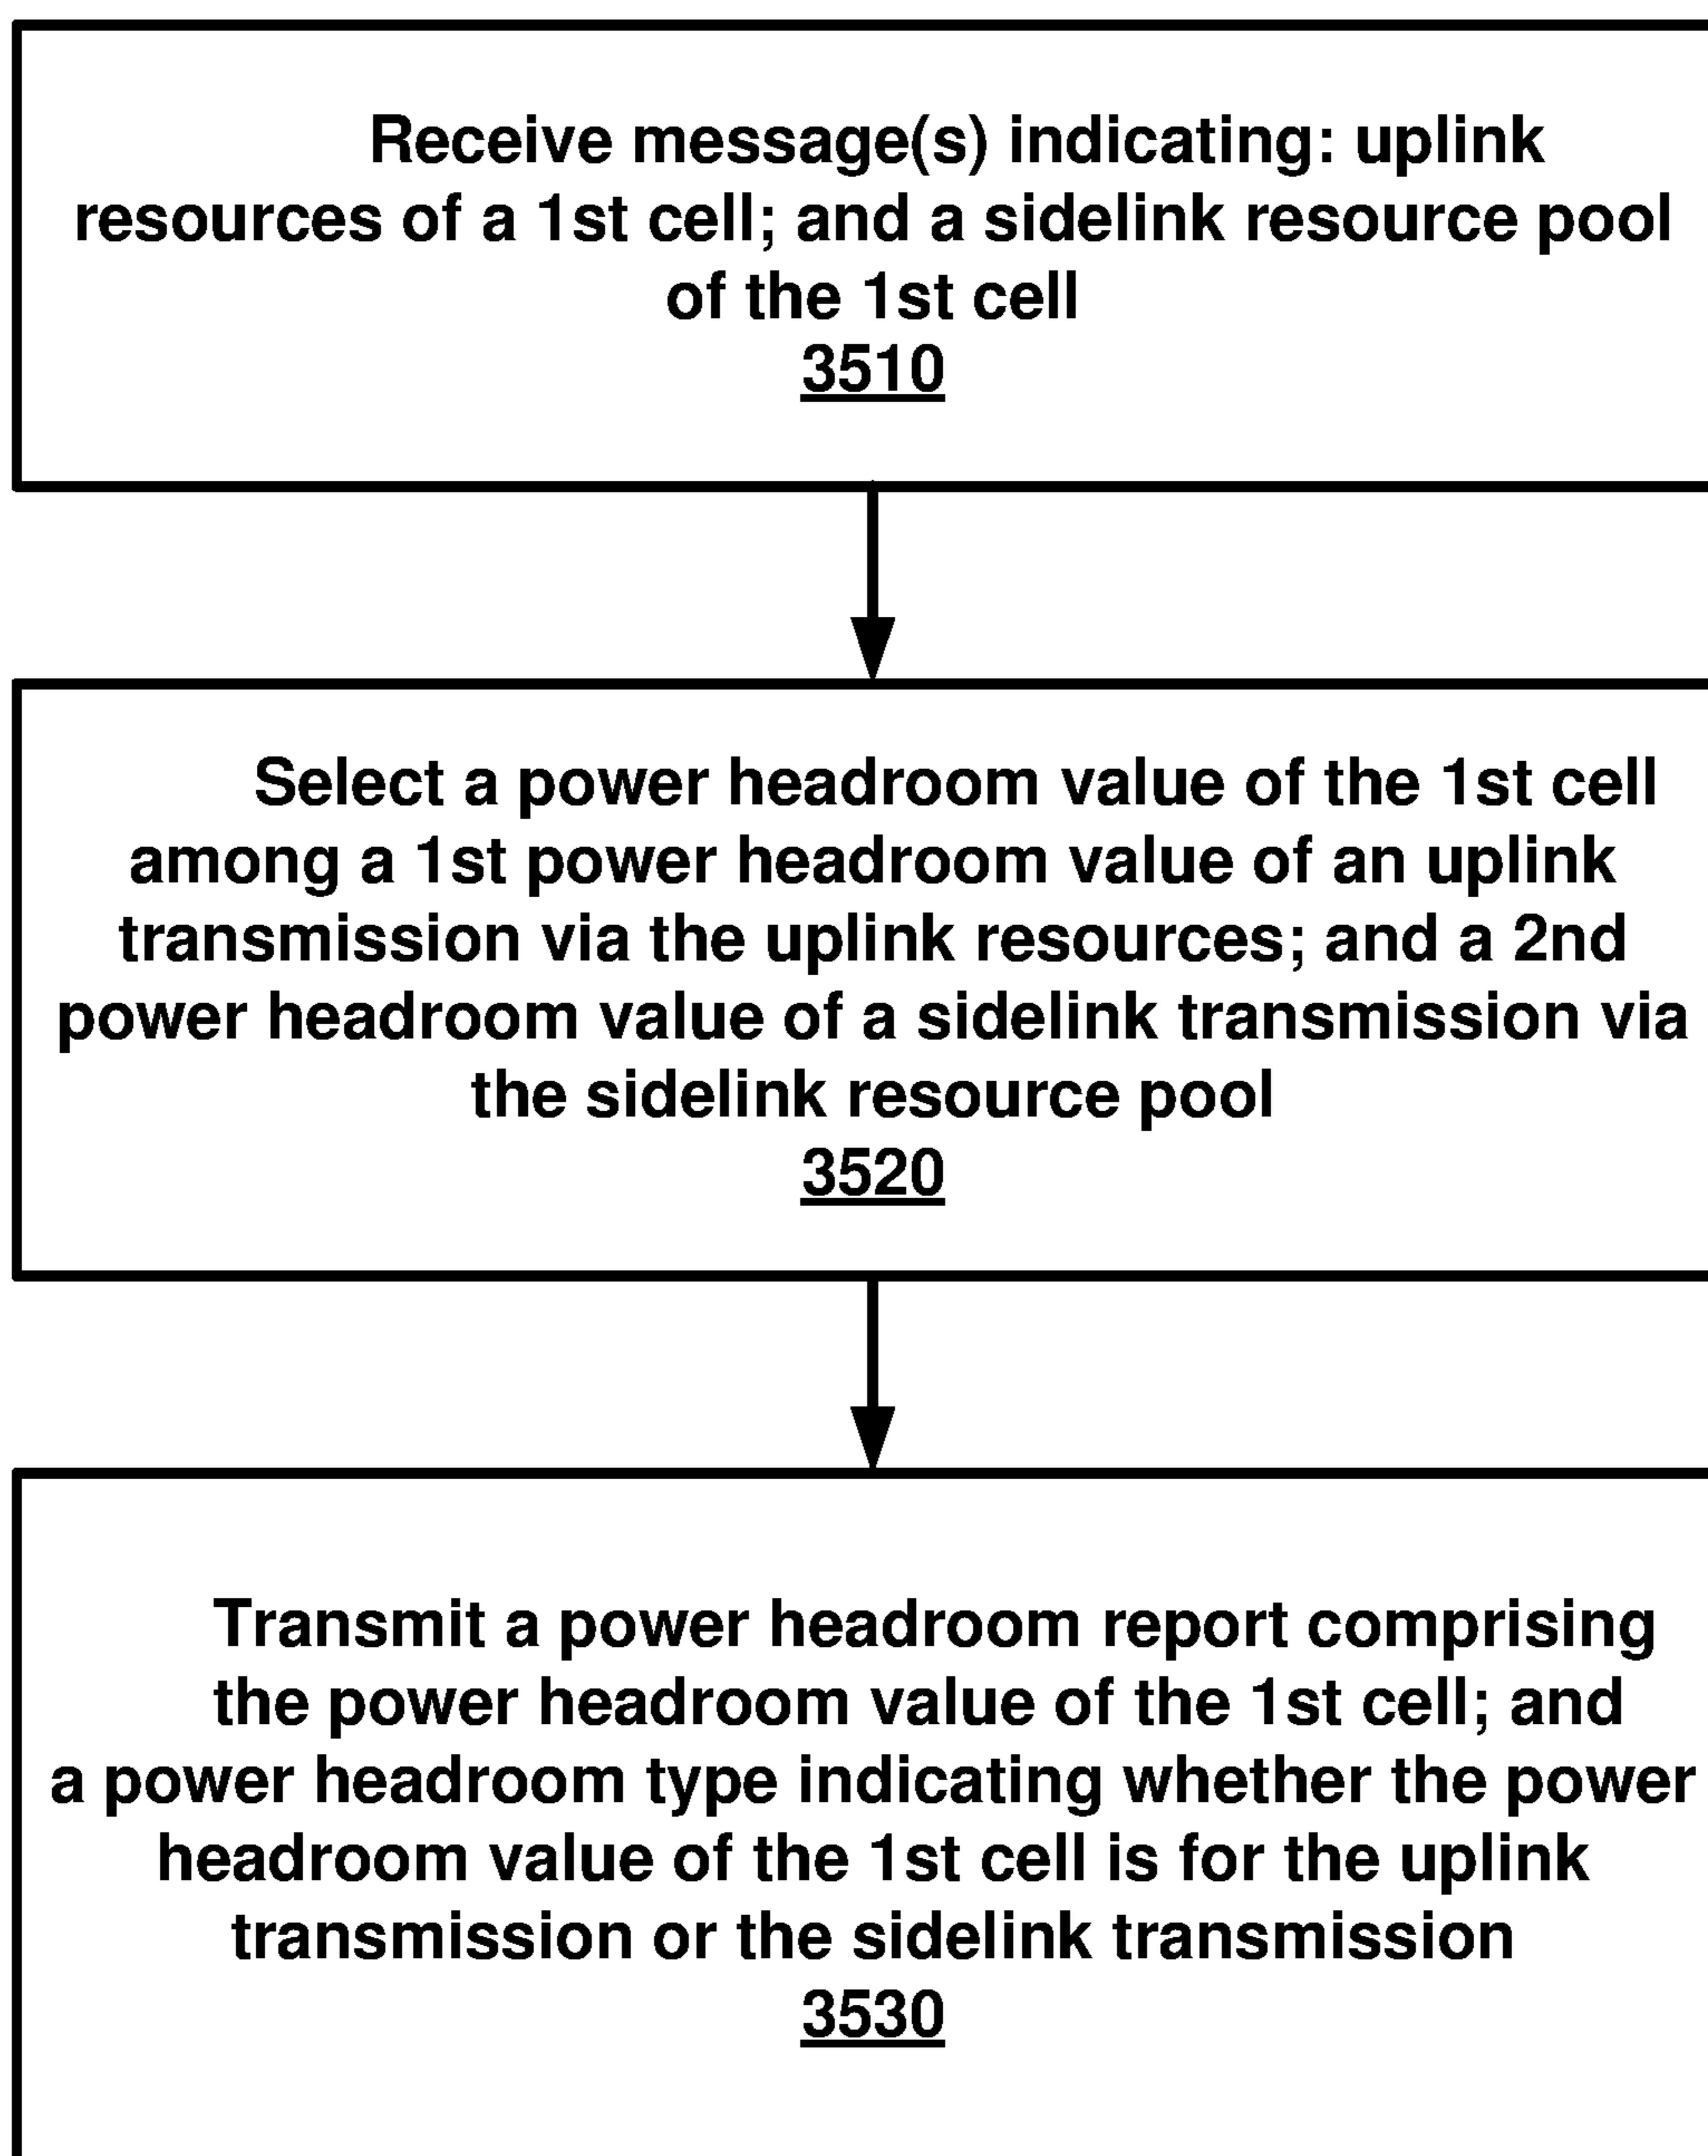 Receive message(s) indicating: uplink
resources of a 1st cell; and a sidelink resource pool
of the 1st cell
3510
Select a power headroom value of the 1st cell
among a 1st power headroom value of an uplink
transmission via the uplink resources; and a 2nd
power headroom value of a sidelink transmission via
the sidelink resource pool
3520
Transmit a power headroom report comprising
the power headroom value of the 1st cell; and
a power headroom type indicating whether the power
headroom value of the 1st cell is for the uplink
transmission or the sidelink transmission
3530